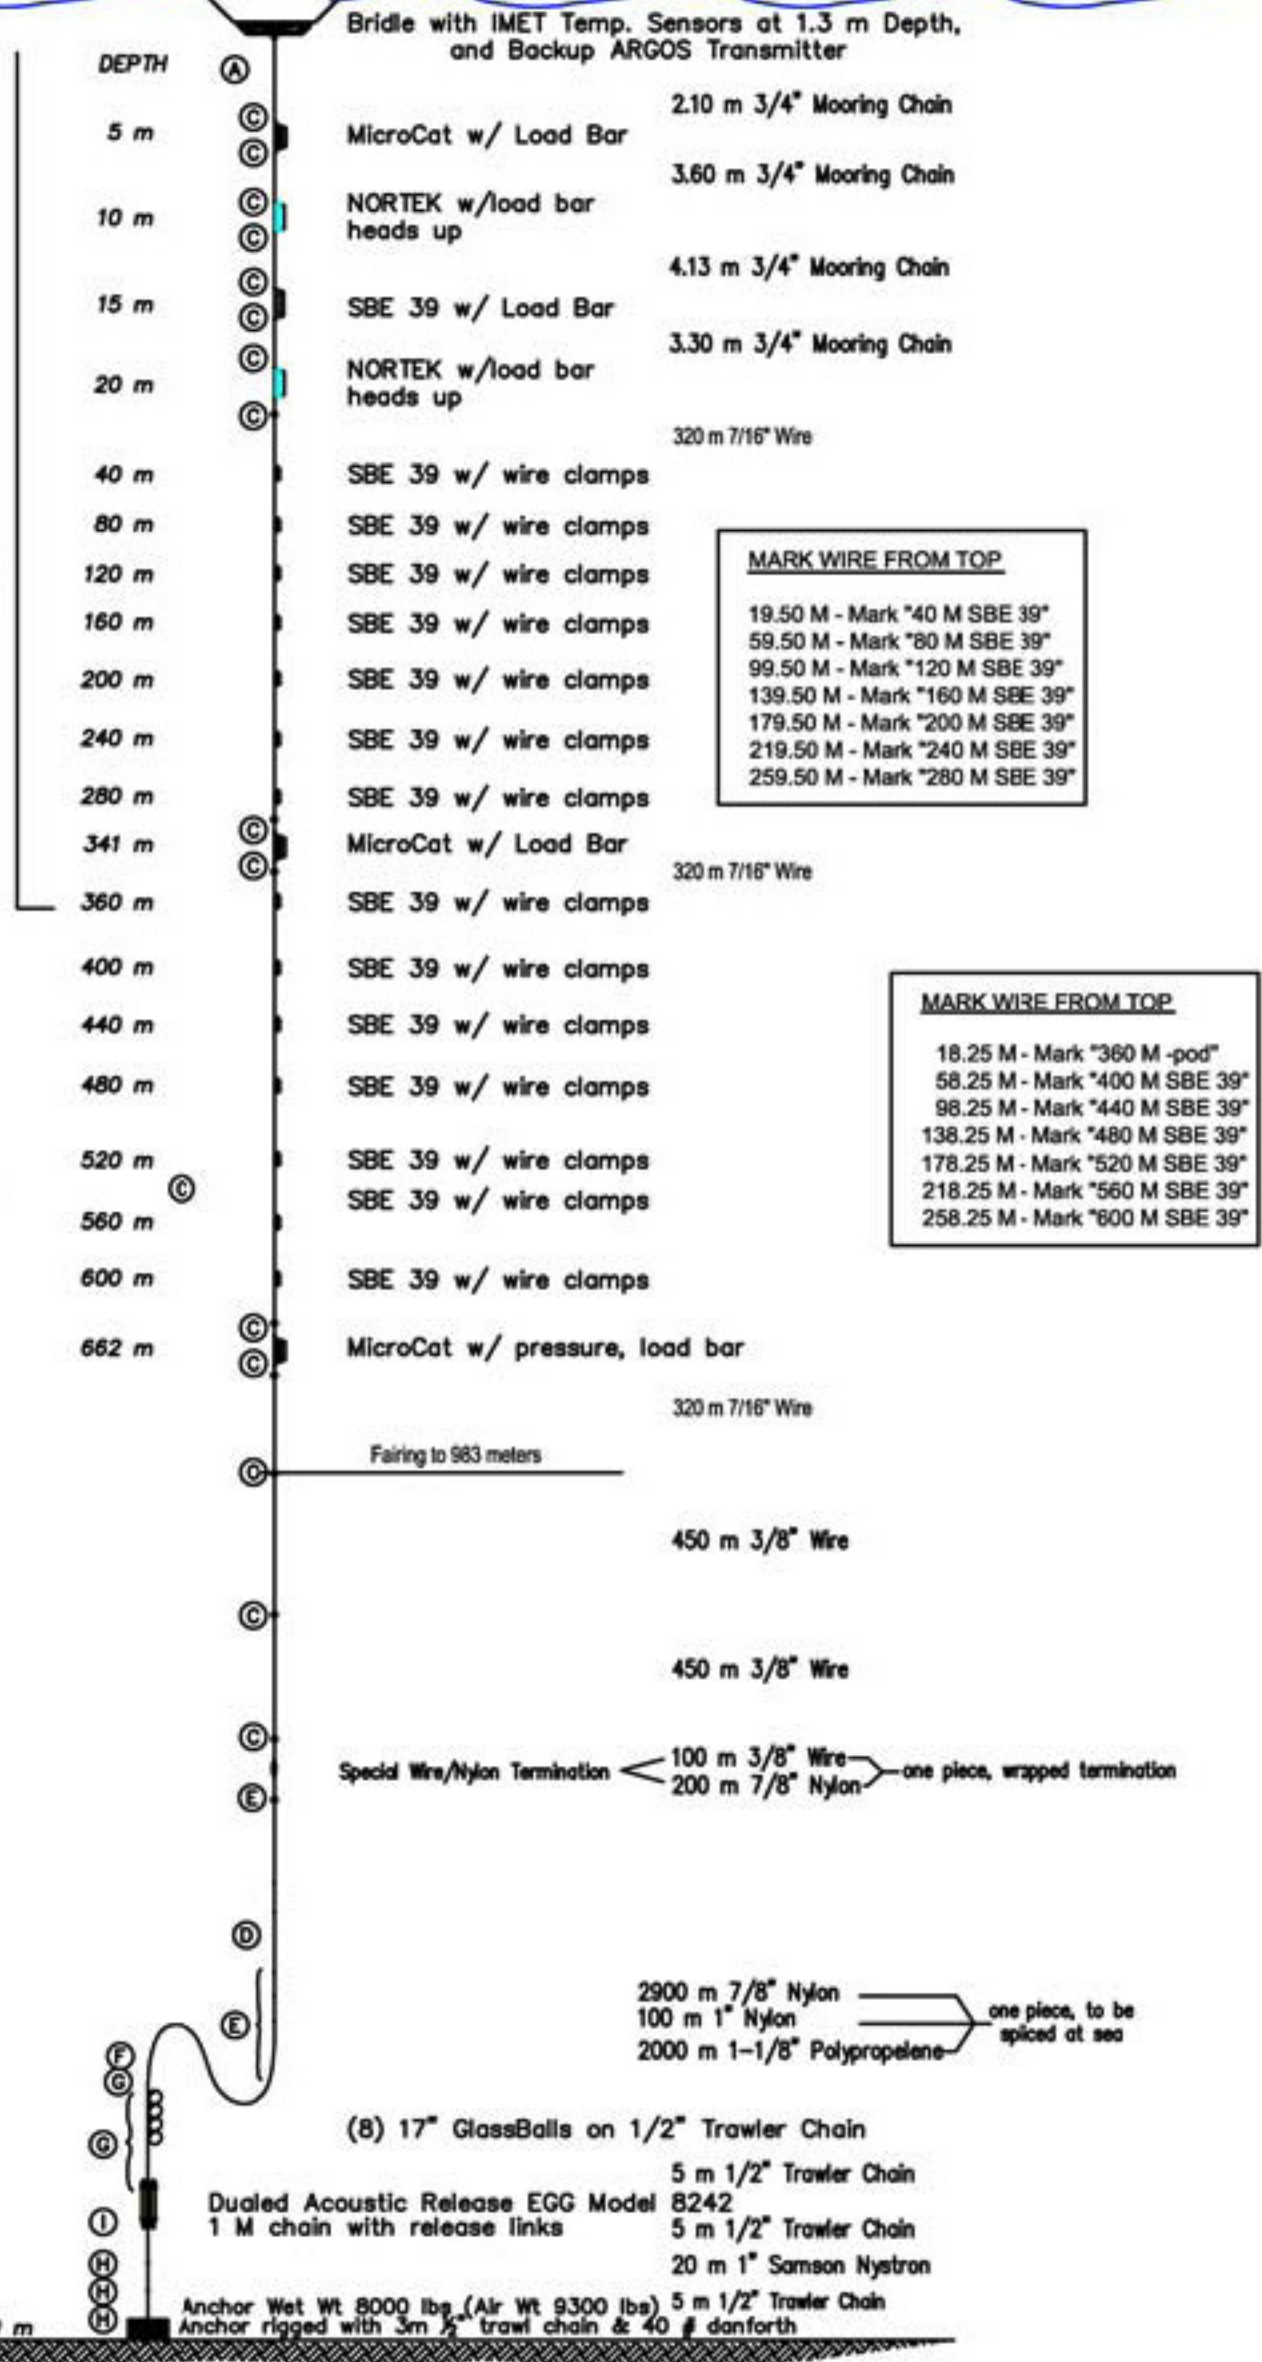 Bridle with IMET Temp. Sensors at 1.3 m Depth,
and Backup ARGOS Transmitter
DEPTH
A
2.10 m 3/4" Mooring Chain
C
5 m
MicroCat w/ Load Bar
C
3.60 m 3/4" Mooring Chain
C
10 m
NORTEK w/load bar
heads up
C
4.13 m 3/4" Mooring Chain
C
15 m
SBE 39 w/ Load Bar
C
3.30 m 3/4" Mooring Chain
C
20 m
NORTEK w/load bar
heads up
C
320 m 7/16" Wire
40 m SBE 39 w/ wire clamps
80 m SBE 39 w/ wire clamps
120 m SBE 39 w/ wire clamps
160 m SBE 39 w/ wire clamps
200 m SBE 39 w/ wire clamps
240 m SBE 39 w/ wire clamps
280 m SBE 39 w/ wire clamps
MARK WIRE FROM TOP
19.50 M - Mark "40 M SBE 39"
59.50 M - Mark "80 M SBE 39"
99.50 M - Mark "120 M SBE 39"
139.50 M - Mark "160 M SBE 39"
179.50 M - Mark "200 M SBE 39"
219.50 M - Mark "240 M SBE 39"
259.50 M - Mark "280 M SBE 39"
C
341 m MicroCat w/ Load Bar
C
320 m 7/16" Wire
360 m SBE 39 w/ wire clamps
400 m SBE 39 w/ wire clamps
440 m SBE 39 w/ wire clamps
480 m SBE 39 w/ wire clamps
520 m SBE 39 w/ wire clamps
C
SBE 39 w/ wire clamps
560 m
600 m SBE 39 w/ wire clamps
MARK WIRE FROM TOP
18.25 M - Mark "360 M -pod"
58.25 M - Mark "400 M SBE 39"
98.25 M - Mark "440 M SBE 39"
138.25 M - Mark "480 M SBE 39"
178.25 M - Mark "520 M SBE 39"
218.25 M - Mark "560 M SBE 39"
258.25 M - Mark "600 M SBE 39"
C
662 m MicroCat w/ pressure, load bar
C
320 m 7/16" Wire
Fairing to 983 meters
450 m 3/8" Wire
C
450 m 3/8" Wire
C
Special Wire/Nylon Termination
100 m 3/8" Wire
200 m 7/8" Nylon
one piece, wrapped termination
E
D
2900 m 7/8" Nylon
100 m 1" Nylon
2000 m 1-1/8" Polypropelene
one piece, to be
spiced at sea
E
F
G
(8) 17" GlassBalls on 1/2" Trawler Chain
G
5 m 1/2" Trawler Chain
Dualed Acoustic Release EGG Model 8242
1 M chain with release links
I
5 m 1/2" Trawler Chain
H
20 m 1" Samson Nystron
H
5 m 1/2" Trawler Chain
H
Anchor Wet Wt 8000 lbs (Air Wt 9300 lbs)
Anchor rigged with 3m ½" trawl chain & 40 # danforth
m